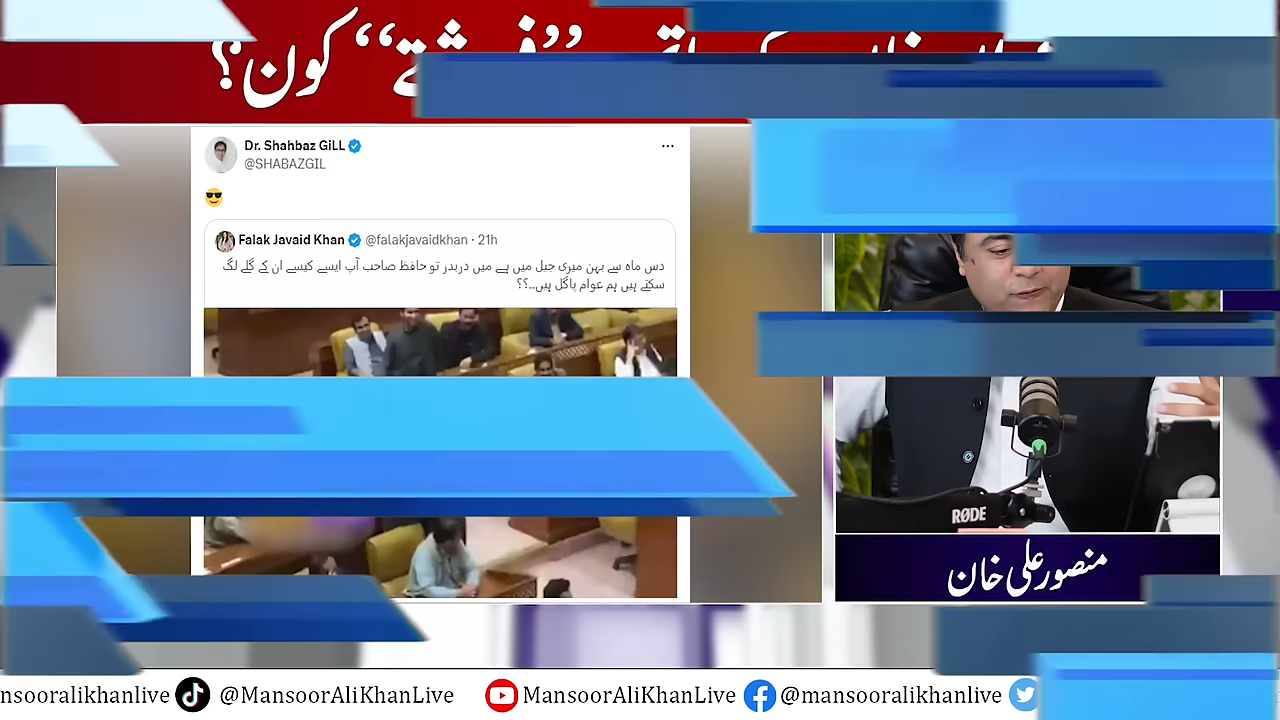 ”فرشتے“ کون؟
Dr. Shahbaz GiLL
@SHABAZGIL
Falak Javaid Khan @falakjavaidkhan · 21h
دس ماہ سے بہن میری جیل میں ہے میں دربدر تو حافظ صاحب آپ ایسے کیسے ان کے گلے لگ
سکتے ہیں ہم عوام پاگل ہیں..؟؟
RØDE
منصور علی خان
nsooralikhanlive @MansoorAliKhanLive MansoorAliKhanLive @mansooralikhanlive